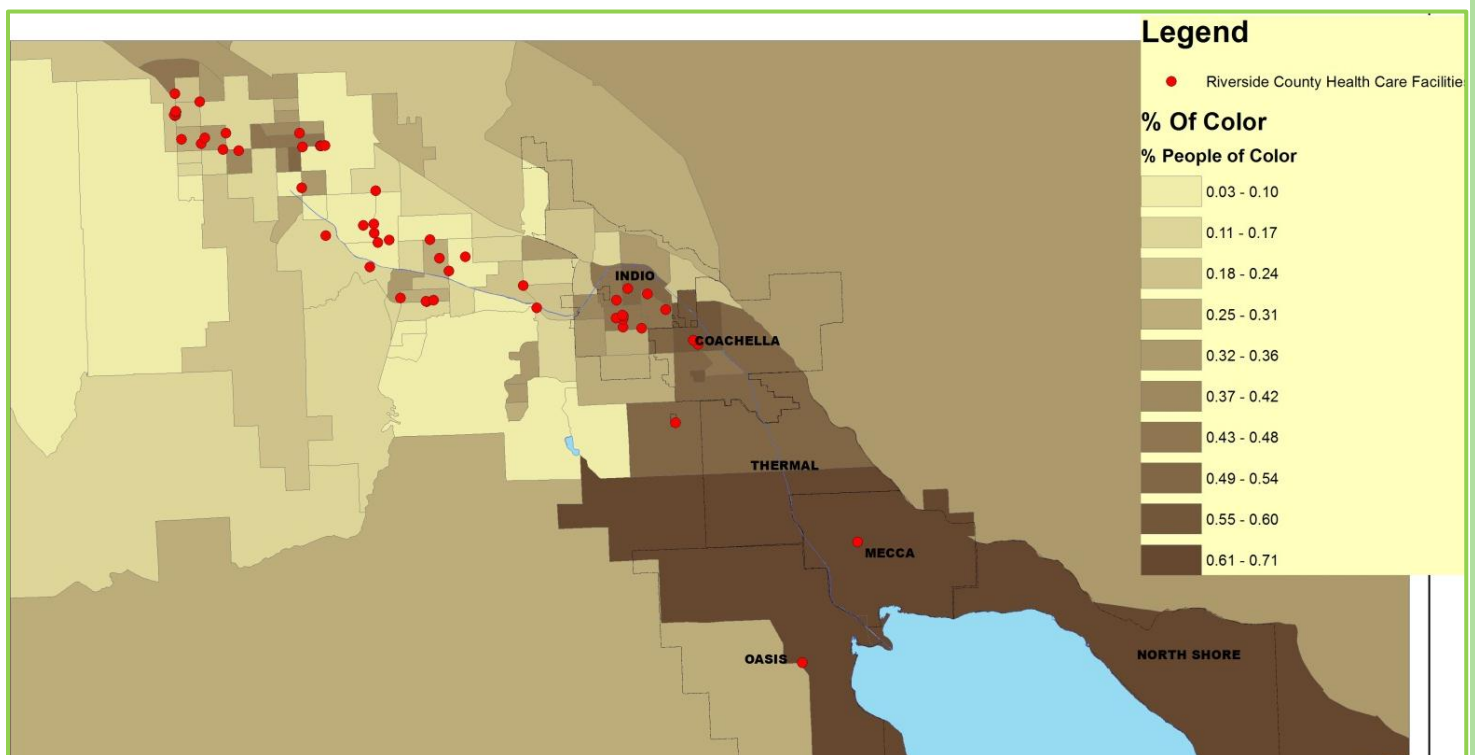 Legend
Riverside County Health Care Facilitie
% Of Color
% People of Color
0.03 - 0.10
0.11 - 0.17
0.18 - 0.24
0.25 - 0.31
0.32 - 0.36
0.37 - 0.42
0.43 - 0.48
0.49 - 0.54
0.55 - 0.60
0.61 - 0.71
INDIO
COACHELLA
THERMAL
MECCA
OASIS
NORTH SHORE